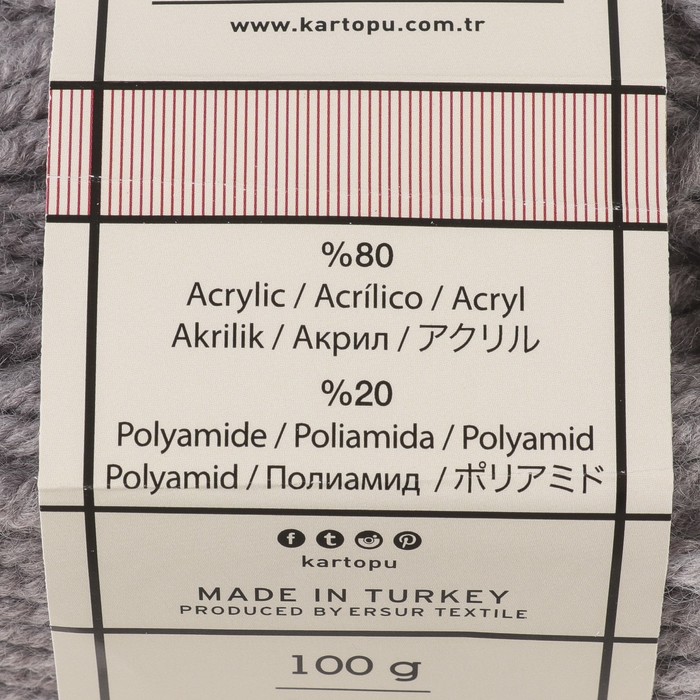 www.kartopu.com.tr
%80
Acrylic / Acrílico / Acryl
Akrilik / Акрил / アクリル
%20
Polyamide / Poliamida / Polyamid
Polyamid / Полиамид / ポリアミド
kartopu
MADE IN TURKEY
PRODUCED BY ERSUR TEXTILE
100 g